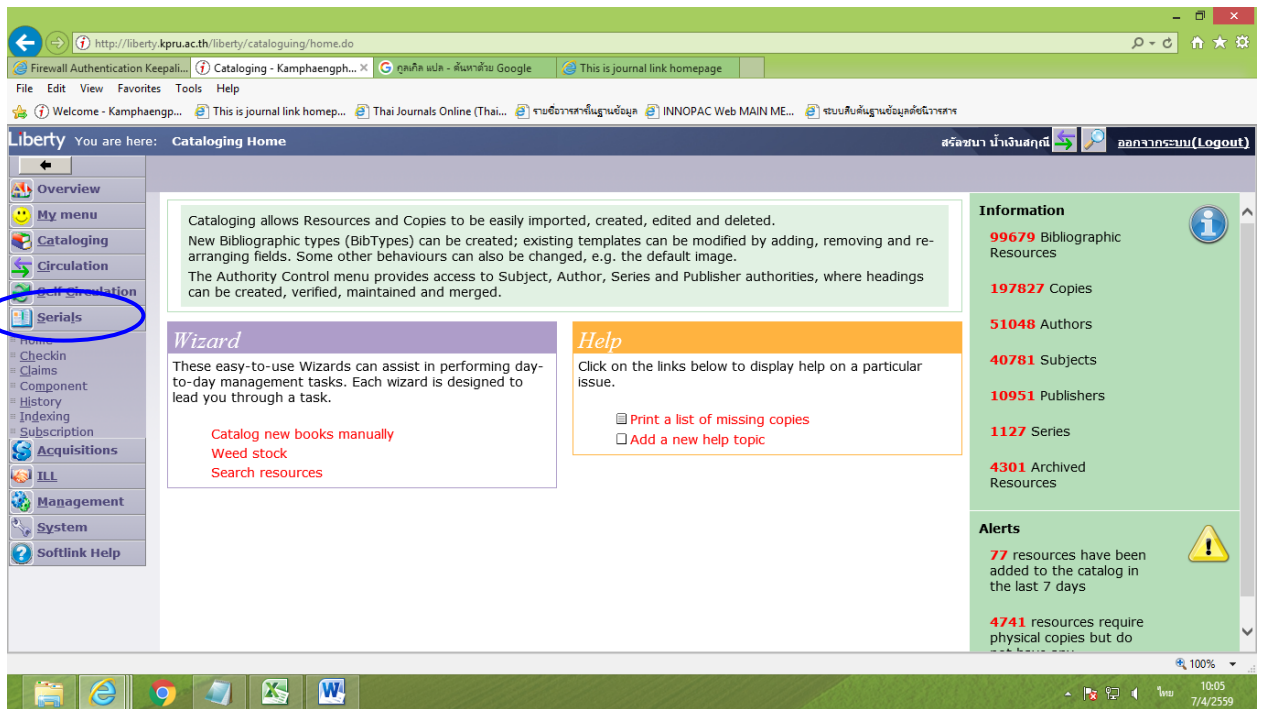 http://liberty.kpru.ac.th/liberty/cataloguing/home.do
Firewall Authentication Keepali...
Cataloging - Kamphaengph...
กูลเกิล แปล - ค้นหาด้วย Google
This is journal link homepage
File Edit View Favorites Tools Help
Welcome - Kamphaengp...
This is journal link homep...
Thai Journals Online (Thai...
รายชื่อวารสารในฐานข้อมูล
INNOPAC Web MAIN ME...
ระบบสืบค้นฐานข้อมูลดัชนีวารสาร
Liberty You are here: Cataloging Home
สรัลชนา น้ำเงินสกุณี
ออกจากระบบ(Logout)
Overview
My menu
Cataloging
Circulation
Self Circulation
Serials
Home
Checkin
Claims
Component
History
Indexing
Subscription
Acquisitions
ILL
Management
System
Softlink Help
Cataloging allows Resources and Copies to be easily imported, created, edited and deleted.
New Bibliographic types (BibTypes) can be created; existing templates can be modified by adding, removing and re-
arranging fields. Some other behaviours can also be changed, e.g. the default image.
The Authority Control menu provides access to Subject, Author, Series and Publisher authorities, where headings
can be created, verified, maintained and merged.
Wizard
These easy-to-use Wizards can assist in performing day-
to-day management tasks. Each wizard is designed to
lead you through a task.
Catalog new books manually
Weed stock
Search resources
Help
Click on the links below to display help on a particular
issue.
Print a list of missing copies
Add a new help topic
Information
99679 Bibliographic
Resources
197827 Copies
51048 Authors
40781 Subjects
10951 Publishers
1127 Series
4301 Archived
Resources
Alerts
77 resources have been
added to the catalog in
the last 7 days
4741 resources require
physical copies but do
not have any
100%
ไทย
10:05
7/4/2559